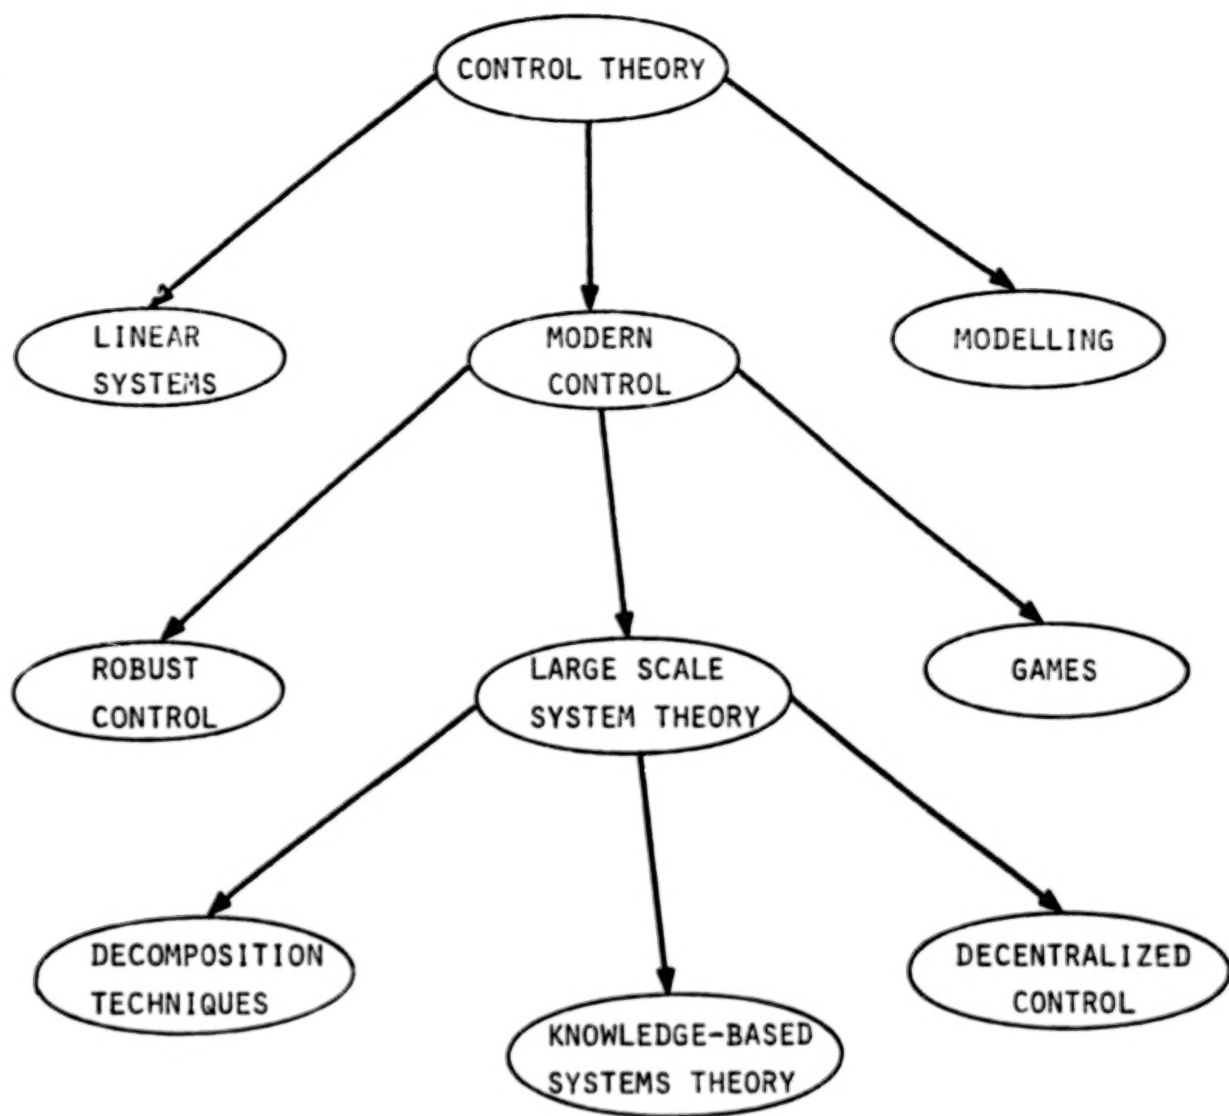 CONTROL THEORY
LINEAR
SYSTEMS
MODERN
CONTROL
MODELLING
ROBUST
CONTROL
LARGE SCALE
SYSTEM THEORY
GAMES
DECOMPOSITION
TECHNIQUES
KNOWLEDGE-BASED
SYSTEMS THEORY
DECENTRALIZED
CONTROL